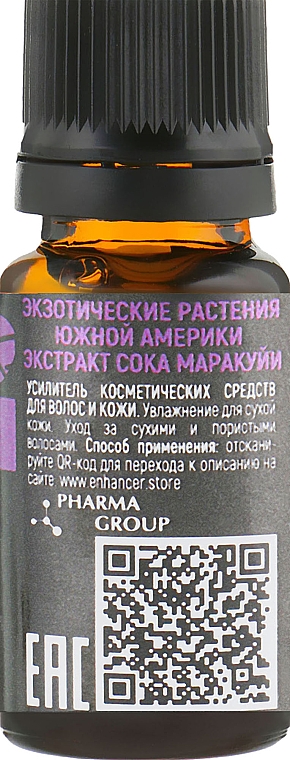 ЭКЗОТИЧЕСКИЕ РАСТЕНИЯ
ЮЖНОЙ АМЕРИКИ
ЭКСТРАКТ СОКА МАРАКУЙИ
УСИЛИТЕЛЬ КОСМЕТИЧЕСКИХ СРЕДСТВ
ДЛЯ ВОЛОС И КОЖИ. Увлажнение для сухой
кожи. Уход за сухими и пористыми
волосами. Способ применения: отскани-
руйте QR-код для перехода к описанию на
сайте www.enhancer.store
PHARMA
GROUP
EAC